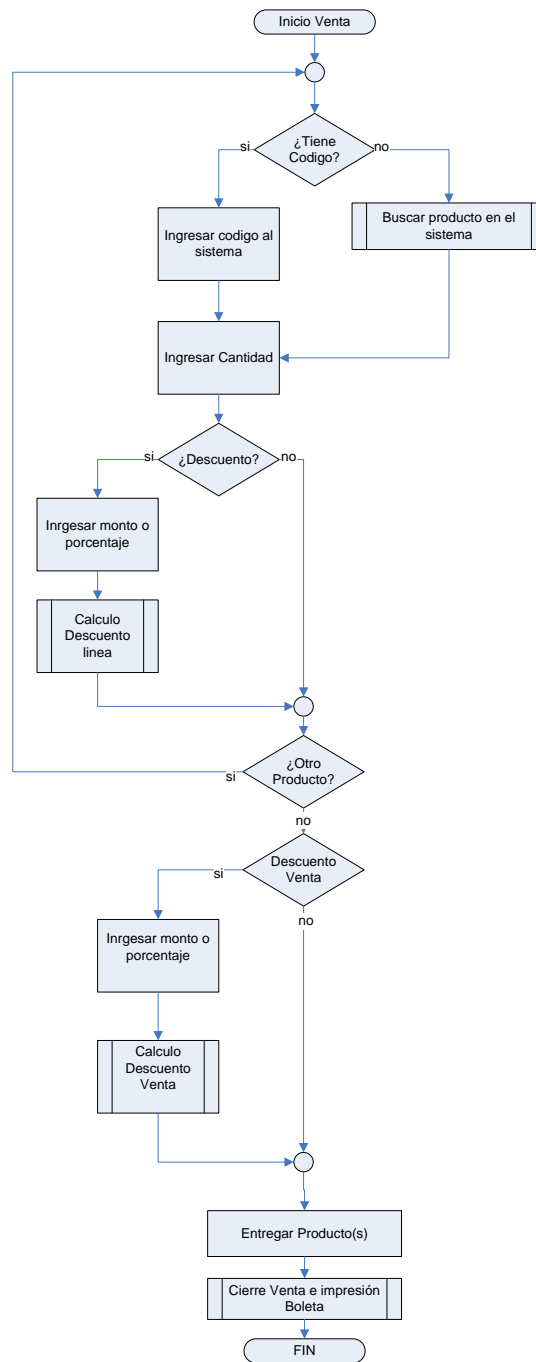 Inicio Venta
¿Tiene
Codigo?
si
no
Ingresar codigo al
sistema
Buscar producto en el
sistema
Ingresar Cantidad
¿Descuento?
si
no
Inrgesar monto o
porcentaje
Calculo
Descuento
linea
¿Otro
Producto?
si
no
Descuento
Venta
si
no
Inrgesar monto o
porcentaje
Calculo
Descuento
Venta
Entregar Producto(s)
Cierre Venta e impresión
Boleta
FIN